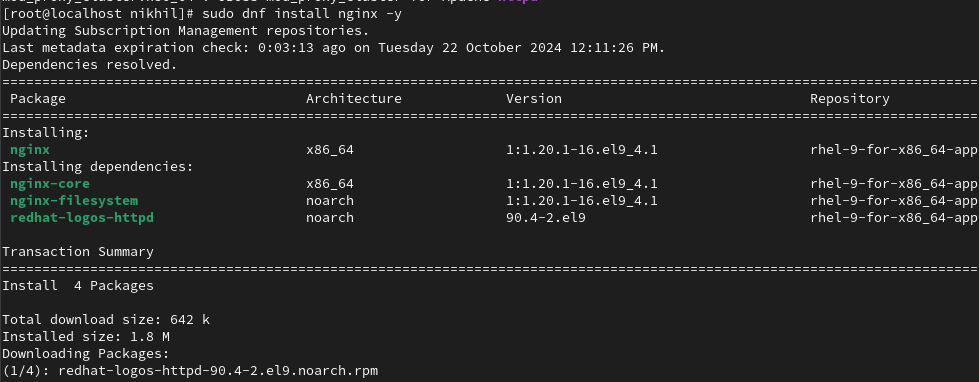 mod_proxy_cluster for Apache httpd
[root@localhost nikhil]# sudo dnf install nginx -y
Updating Subscription Management repositories.
Last metadata expiration check: 0:03:13 ago on Tuesday 22 October 2024 12:11:26 PM.
Dependencies resolved.
================================================================================
Package Architecture Version Repository
================================================================================
Installing:
nginx x86_64 1:1.20.1-16.el9_4.1 rhel-9-for-x86_64-app
Installing dependencies:
nginx-core x86_64 1:1.20.1-16.el9_4.1 rhel-9-for-x86_64-app
nginx-filesystem noarch 1:1.20.1-16.el9_4.1 rhel-9-for-x86_64-app
redhat-logos-httpd noarch 90.4-2.el9 rhel-9-for-x86_64-app
Transaction Summary
================================================================================
Install  4 Packages
Total download size: 642 k
Installed size: 1.8 M
Downloading Packages:
(1/4): redhat-logos-httpd-90.4-2.el9.noarch.rpm